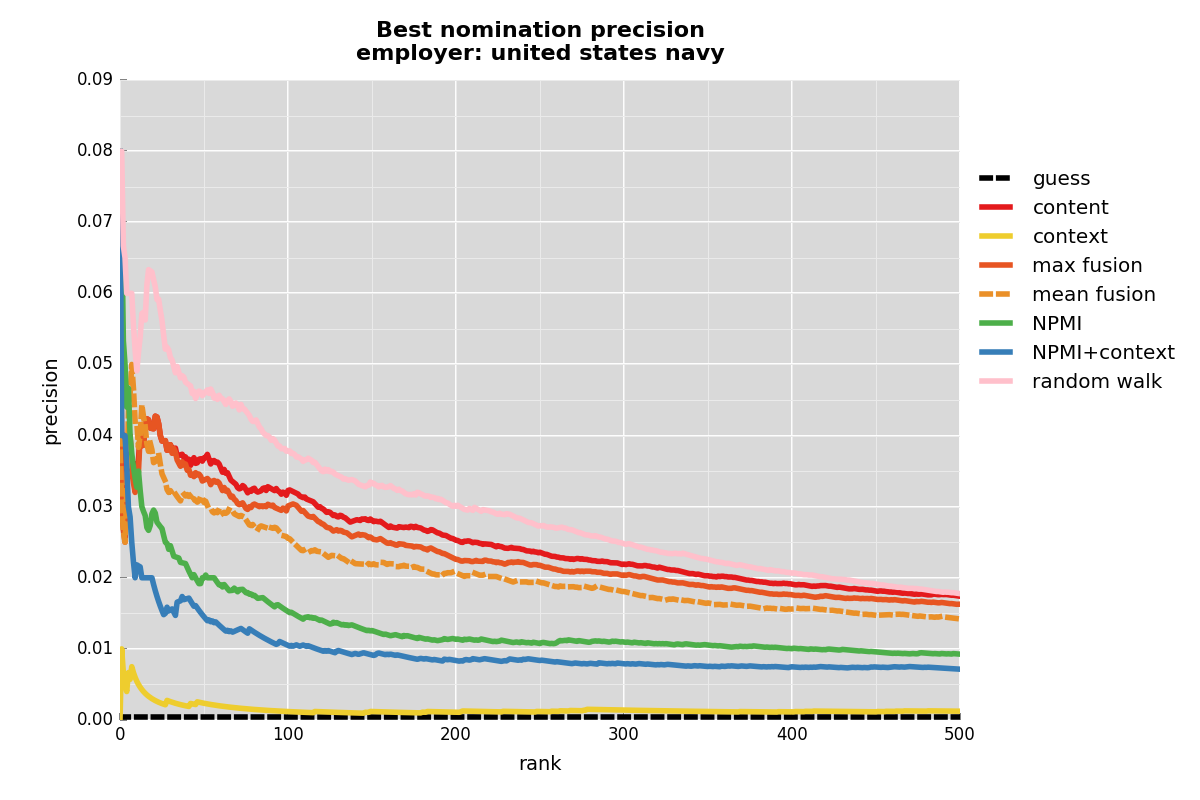 Best nomination precision
employer: united states navy
precision
0.09
0.08
0.07
0.06
0.05
0.04
0.03
0.02
0.01
0.00
0
100
200
300
400
500
rank
guess
content
context
max fusion
mean fusion
NPMI
NPMI+context
random walk